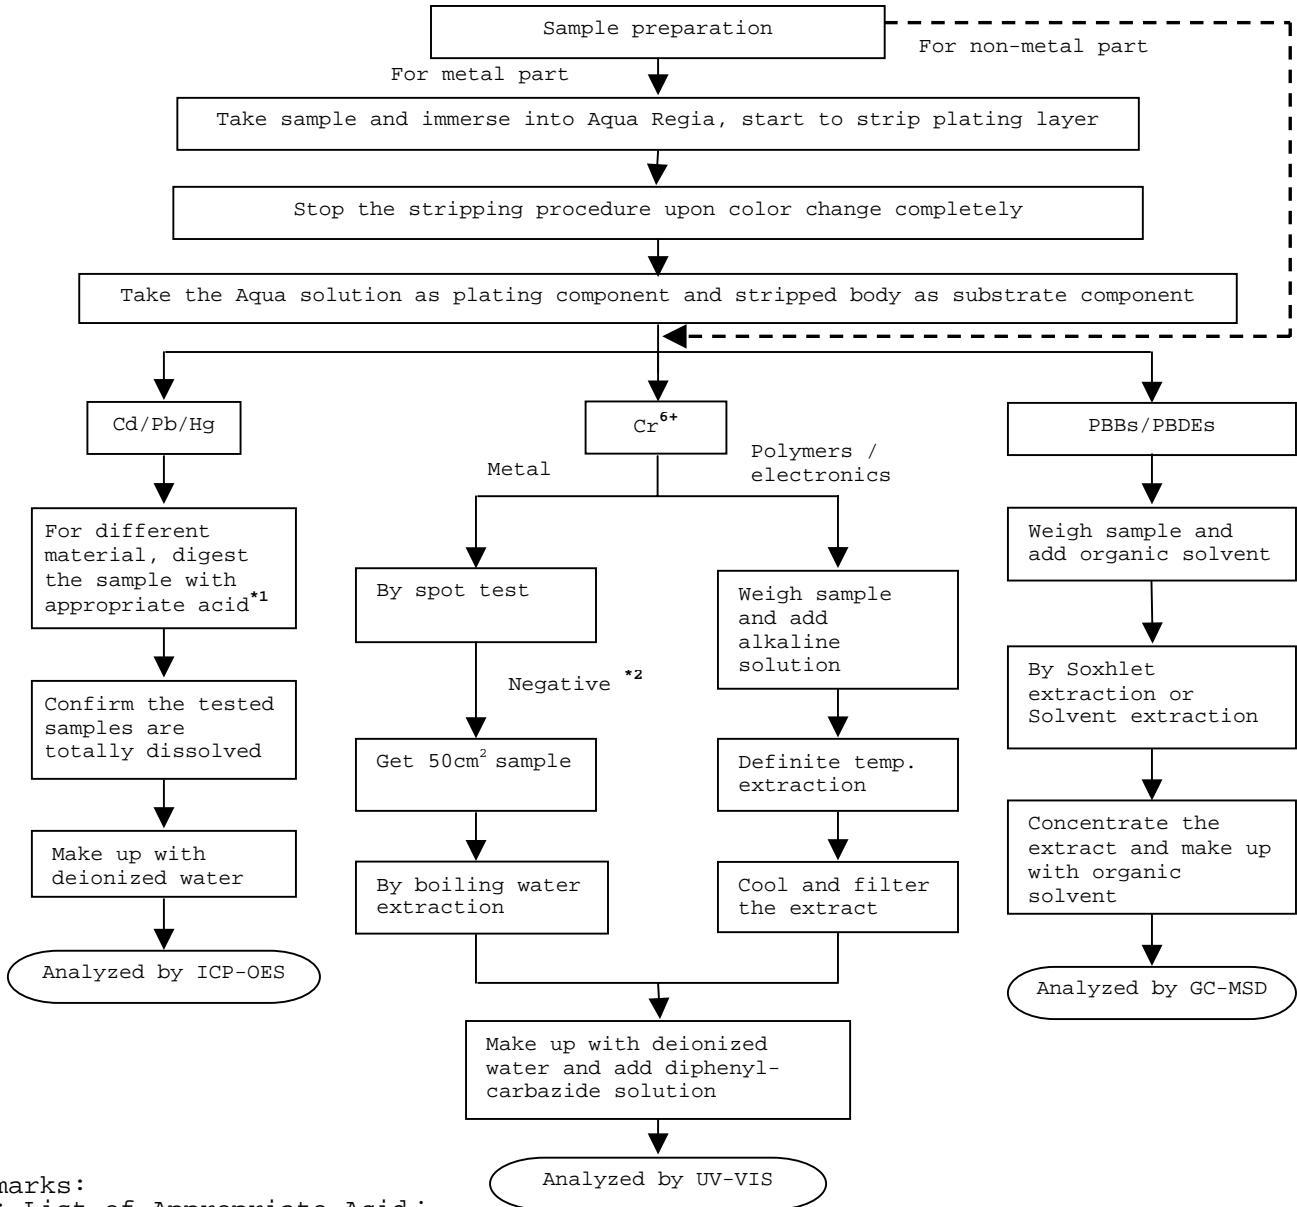 Sample preparation
For non-metal part
For metal part
Take sample and immerse into Aqua Regia, start to strip plating layer
Stop the stripping procedure upon color change completely
Take the Aqua solution as plating component and stripped body as substrate component
Cd/Pb/Hg
Cr6+
PBBs/PBDEs
Metal
Polymers /
electronics
For different
material, digest
the sample with
appropriate acid*1
Confirm the tested
samples are
totally dissolved
Make up with
deionized water
Analyzed by ICP-OES
By spot test
Negative *2
Get 50cm2 sample
By boiling water
extraction
Weigh sample
and add
alkaline
solution
Definite temp.
extraction
Cool and filter
the extract
Make up with deionized
water and add diphenyl-
carbazide solution
Analyzed by UV-VIS
Weigh sample and
add organic solvent
By Soxhlet
extraction or
Solvent extraction
Concentrate the
extract and make up
with organic
solvent
Analyzed by GC-MSD
marks:
: List of Appropriate Acid: